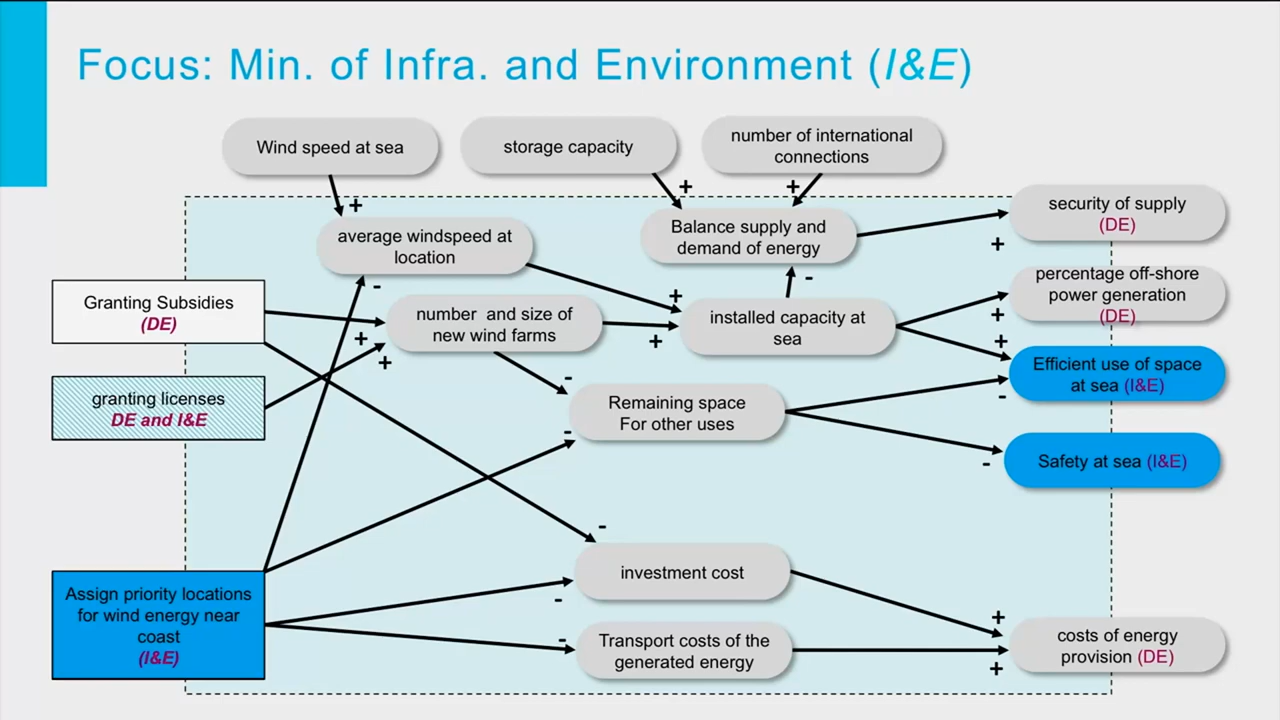 Focus: Min. of Infra. and Environment (I&E)
Wind speed at sea
storage capacity
number of international
connections
+
+
+
average windspeed at
location
Balance supply and
demand of energy
security of supply
(DE)
+
-
-
Granting Subsidies
(DE)
number and size of
new wind farms
+
+
+
+
installed capacity at
sea
percentage off-shore
power generation
(DE)
+
+
granting licenses
DE and I&E
-
Remaining space
For other uses
-
Efficient use of space
at sea (I&E)
-
-
Safety at sea (I&E)
-
investment cost
-
Assign priority locations
for wind energy near
coast
(I&E)
-
Transport costs of the
generated energy
+
+
costs of energy
provision (DE)